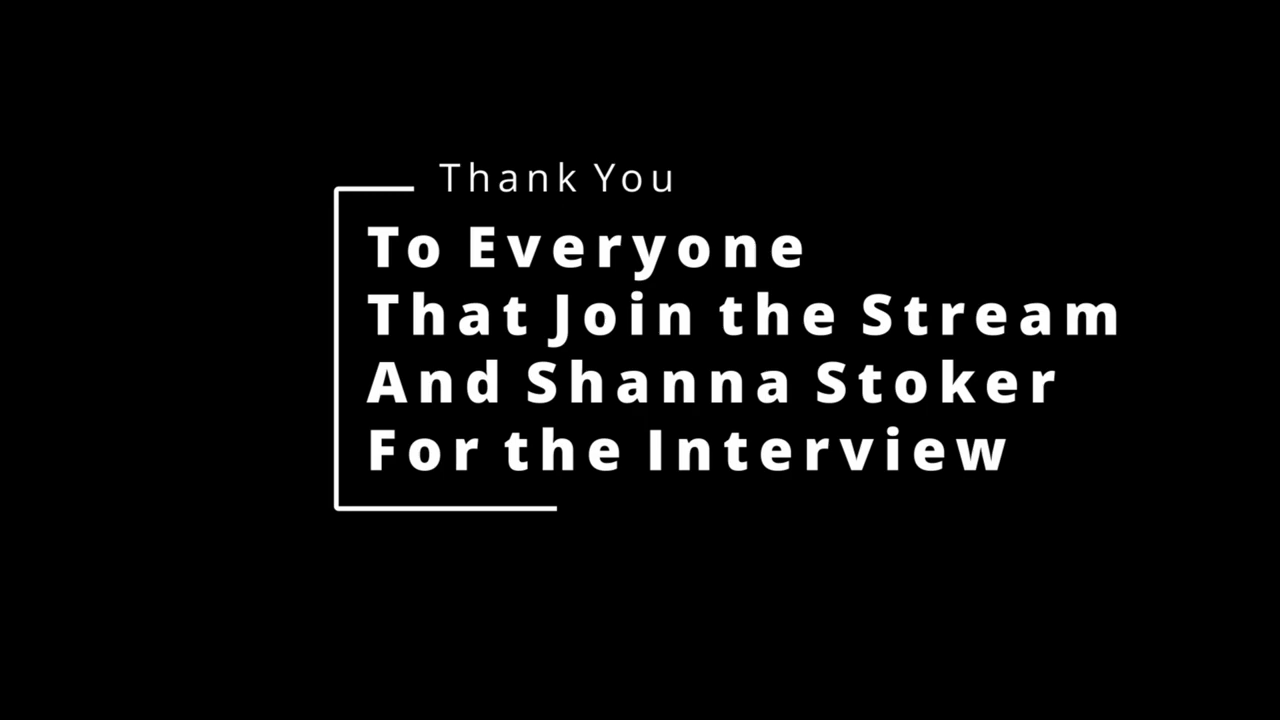 Thank You
To Everyone
That Join the Stream
And Shanna Stoker
For the Interview